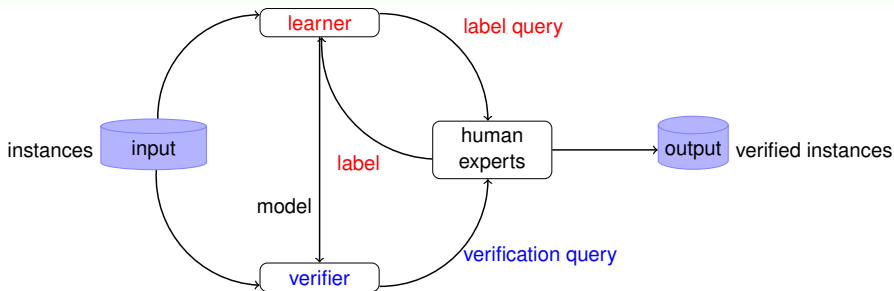 learner
label query
instances
input
human
experts
output
verified instances
label
model
verification query
verifier